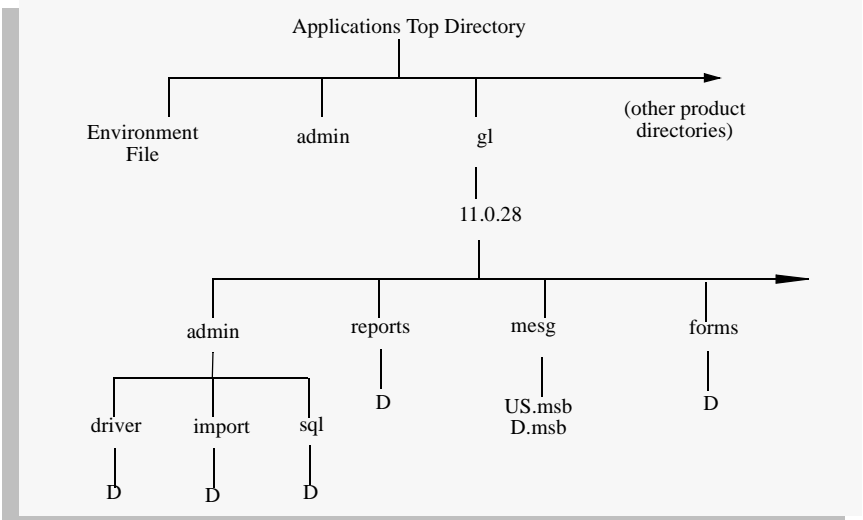 Applications Top Directory
Environment
File
admin
gl
(other product
directories)
11.0.28
admin
reports
mesg
forms
D
US.msb
D.msb
D
driver
import
sql
D
D
D